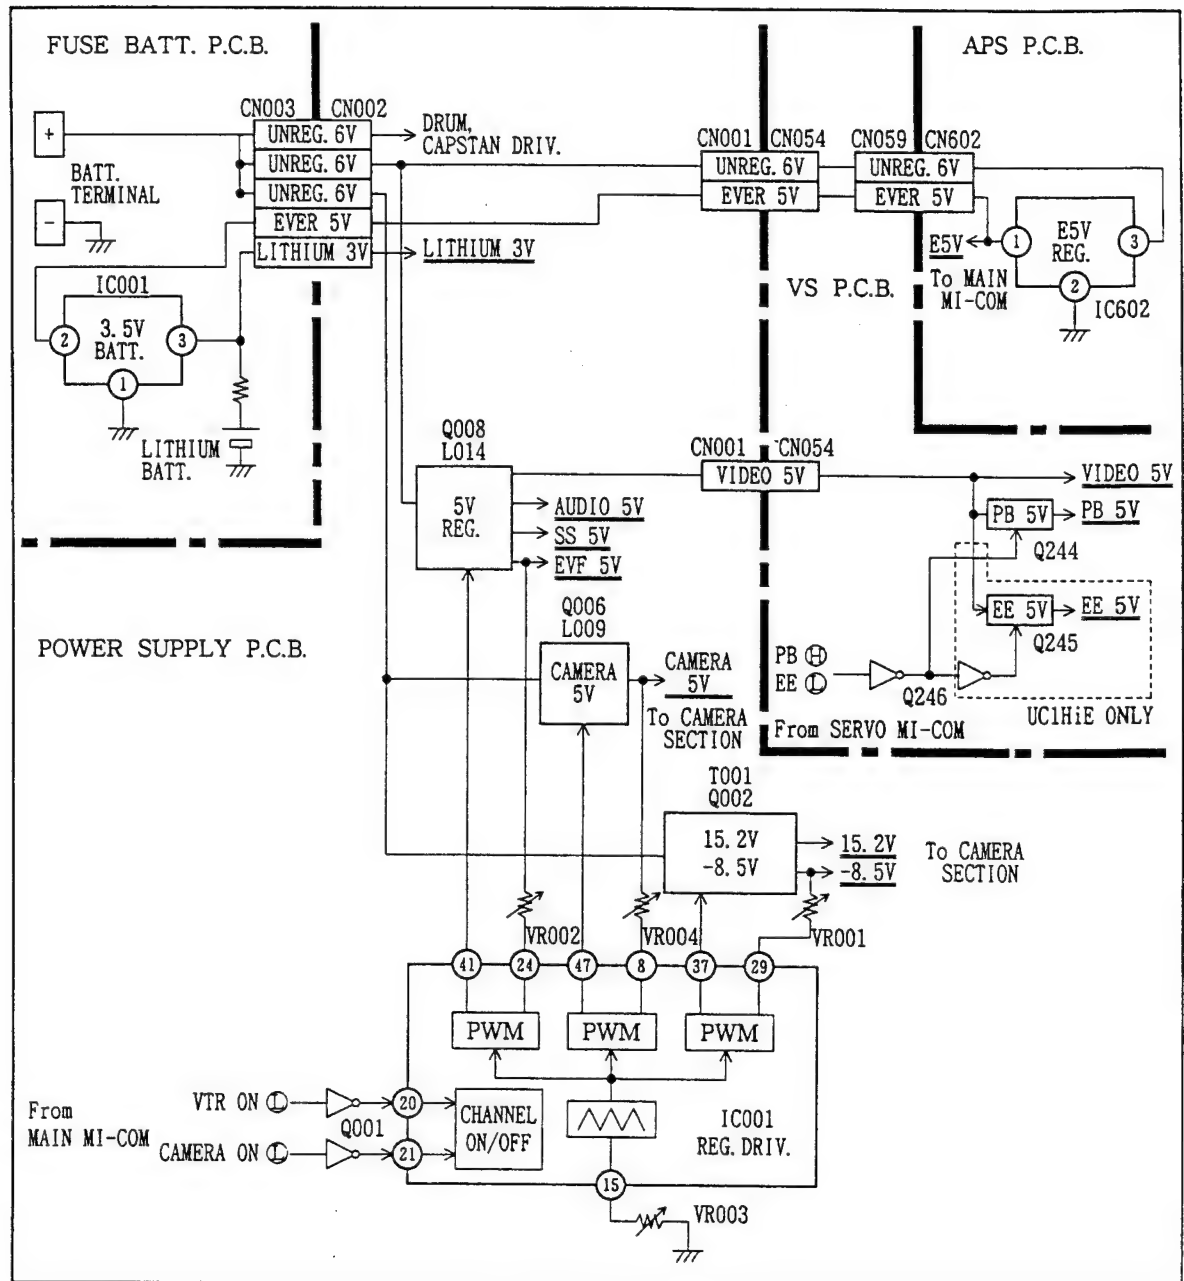 FUSE BATT. P.C.B.
APS P.C.B.
CN003 CN002
+
UNREG. 6V
DRUM,
CAPSTAN DRIV.
CN001 CN054
CN059 CN602
UNREG. 6V
UNREG. 6V
UNREG. 6V
BATT.
TERMINAL
UNREG. 6V
EVER 5V
EVER 5V
-
EVER 5V
LITHIUM 3V
LITHIUM 3V
E5V
1
E5V
REG.
3
To MAIN
MI-COM
2
IC602
VS P.C.B.
IC001
2
3.5V
BATT.
3
1
LITHIUM
BATT.
Q008
L014
5V
REG.
CN001 CN054
VIDEO 5V
VIDEO 5V
AUDIO 5V
SS 5V
EVF 5V
PB 5V
PB 5V
Q244
EE 5V
EE 5V
Q245
POWER SUPPLY P.C.B.
Q006
L009
CAMERA
5V
CAMERA
5V
To CAMERA
SECTION
PB H
EE L
Q246
UC1HiE ONLY
From SERVO MI-COM
T001
Q002
15.2V
-8.5V
15.2V
-8.5V
To CAMERA
SECTION
VR002
VR004
VR001
41
24
47
8
37
29
PWM
PWM
PWM
From
MAIN MI-COM
VTR ON L
20
Q001
CAMERA ON L
21
CHANNEL
ON/OFF
IC001
REG. DRIV.
15
VR003